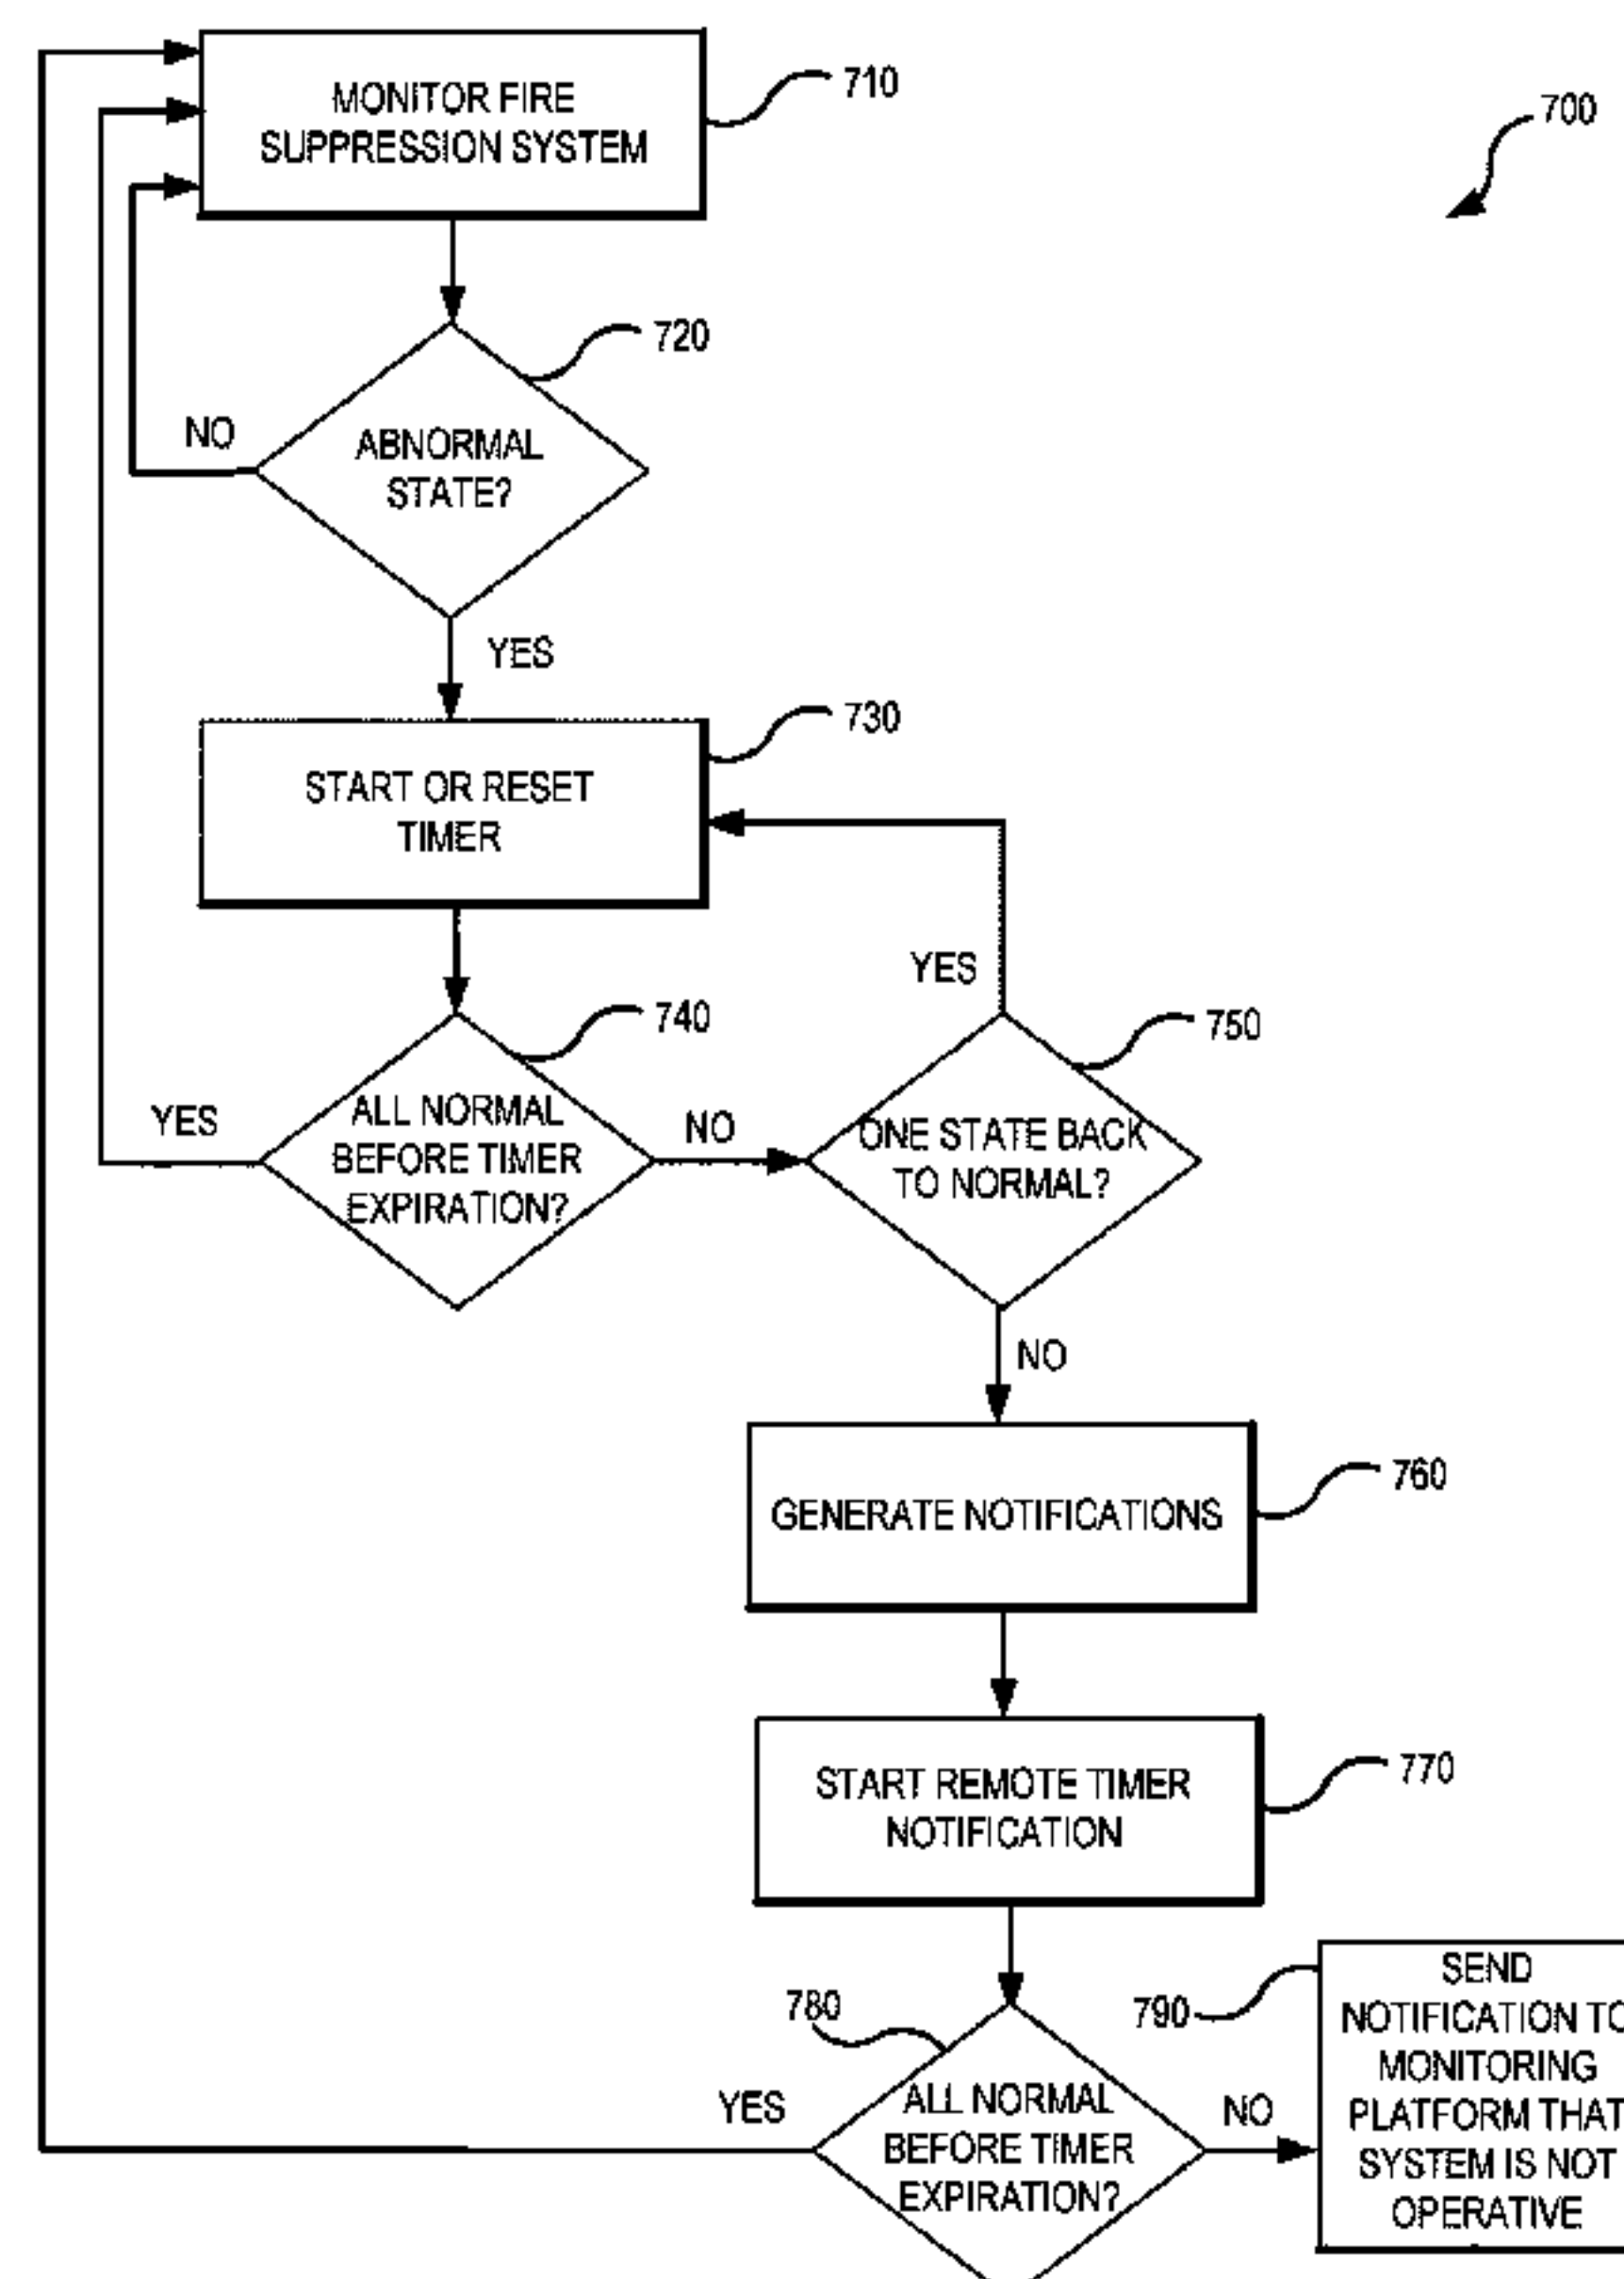 MONITOR FIRE
SUPPRESSION SYSTEM
710
700
720
ABNORMAL
STATE?
NO
YES
730
START OR RESET
TIMER
YES
740
750
ALL NORMAL
BEFORE TIMER
EXPIRATION?
YES
NO
ONE STATE BACK
TO NORMAL?
NO
760
GENERATE NOTIFICATIONS
770
START REMOTE TIMER
NOTIFICATION
780
790
ALL NORMAL
BEFORE TIMER
EXPIRATION?
YES
NO
SEND
NOTIFICATION TO
MONITORING
PLATFORM THAT
SYSTEM IS NOT
OPERATIVE